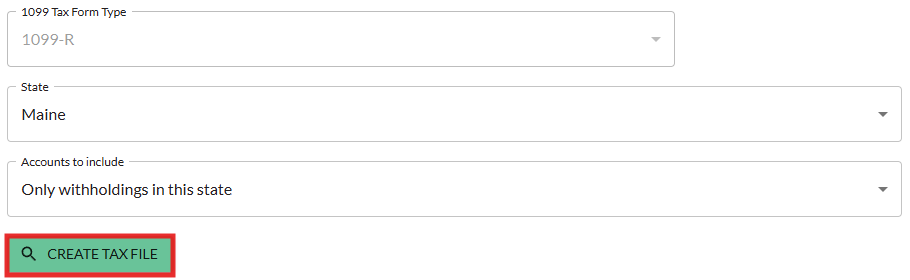 1099 Tax Form Type
1099-R
State
Maine
Accounts to include
Only withholdings in this state
CREATE TAX FILE